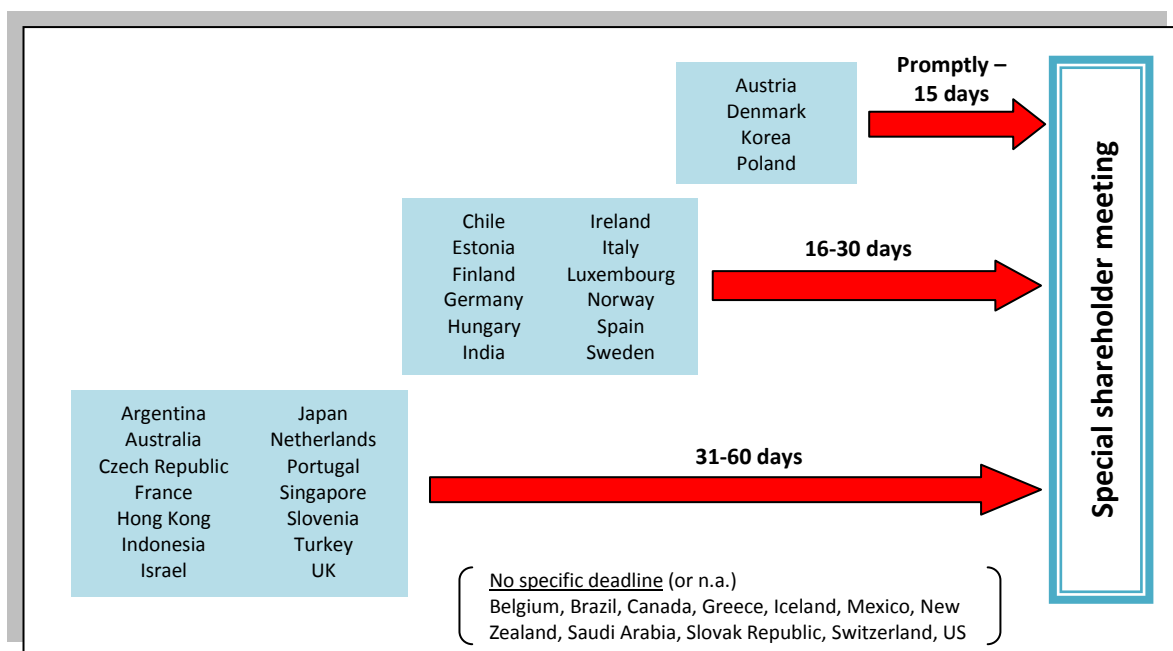 Promptly –
15 days
Austria
Denmark
Korea
Poland
Chile
Estonia
Finland
Germany
Hungary
India
Ireland
Italy
Luxembourg
Norway
Spain
Sweden
16-30 days
Argentina
Australia
Czech Republic
France
Hong Kong
Indonesia
Israel
Japan
Netherlands
Portugal
Singapore
Slovenia
Turkey
UK
31-60 days
Special shareholder meeting
No specific deadline (or n.a.)
Belgium, Brazil, Canada, Greece, Iceland, Mexico, New
Zealand, Saudi Arabia, Slovak Republic, Switzerland, US